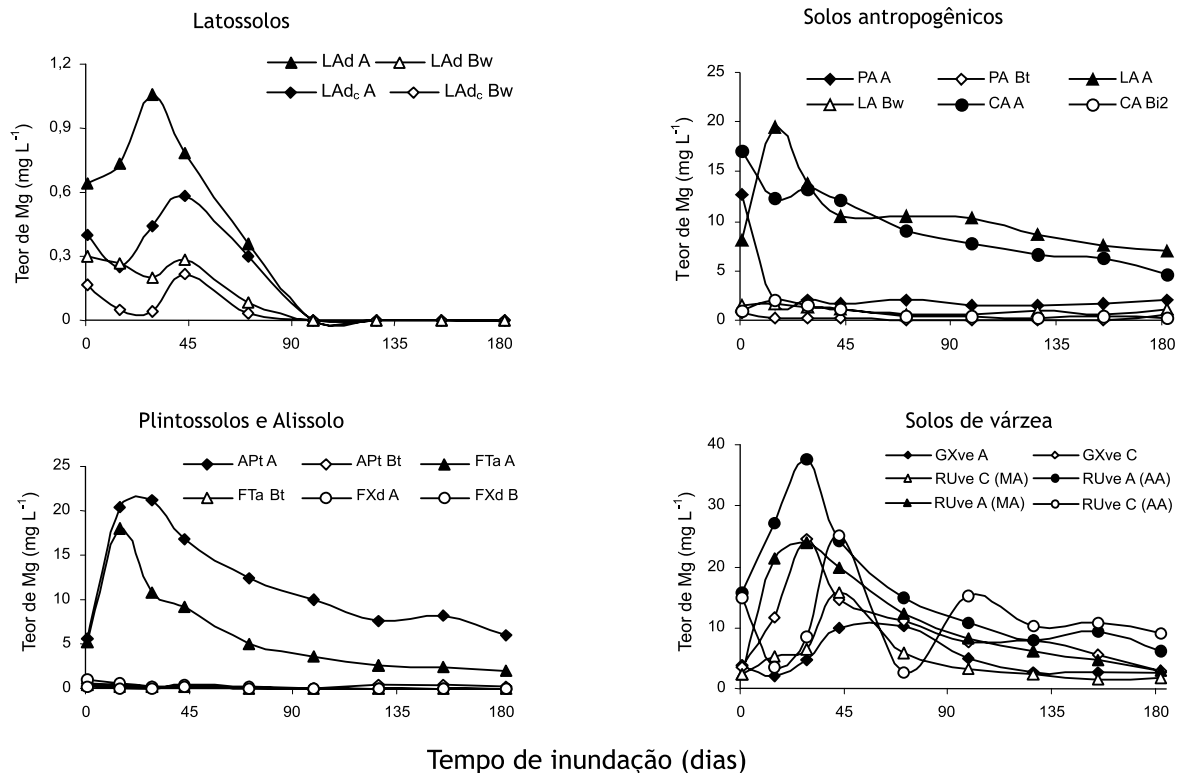 Latossolos
LAd A LAd Bw
LAdc A LAdc Bw
Teor de Mg (mg L-1)
1,2
0,9
0,6
0,3
0
0 45 90 135 180
Solos antropogênicos
PA A PA Bt LA A
LA Bw CA A CA Bi2
Teor de Mg (mg L-1)
25
20
15
10
5
0
0 45 90 135 180
Plintossolos e Alissolo
APt A APt Bt FTa A
FTa Bt FXd A FXd B
Teor de Mg (mg L-1)
25
20
15
10
5
0
0 45 90 135 180
Solos de várzea
GXve A GXve C
RUve C (MA) RUve A (AA)
RUve A (MA) RUve C (AA)
Teor de Mg (mg L-1)
40
30
20
10
0
0 45 90 135 180
Tempo de inundação (dias)